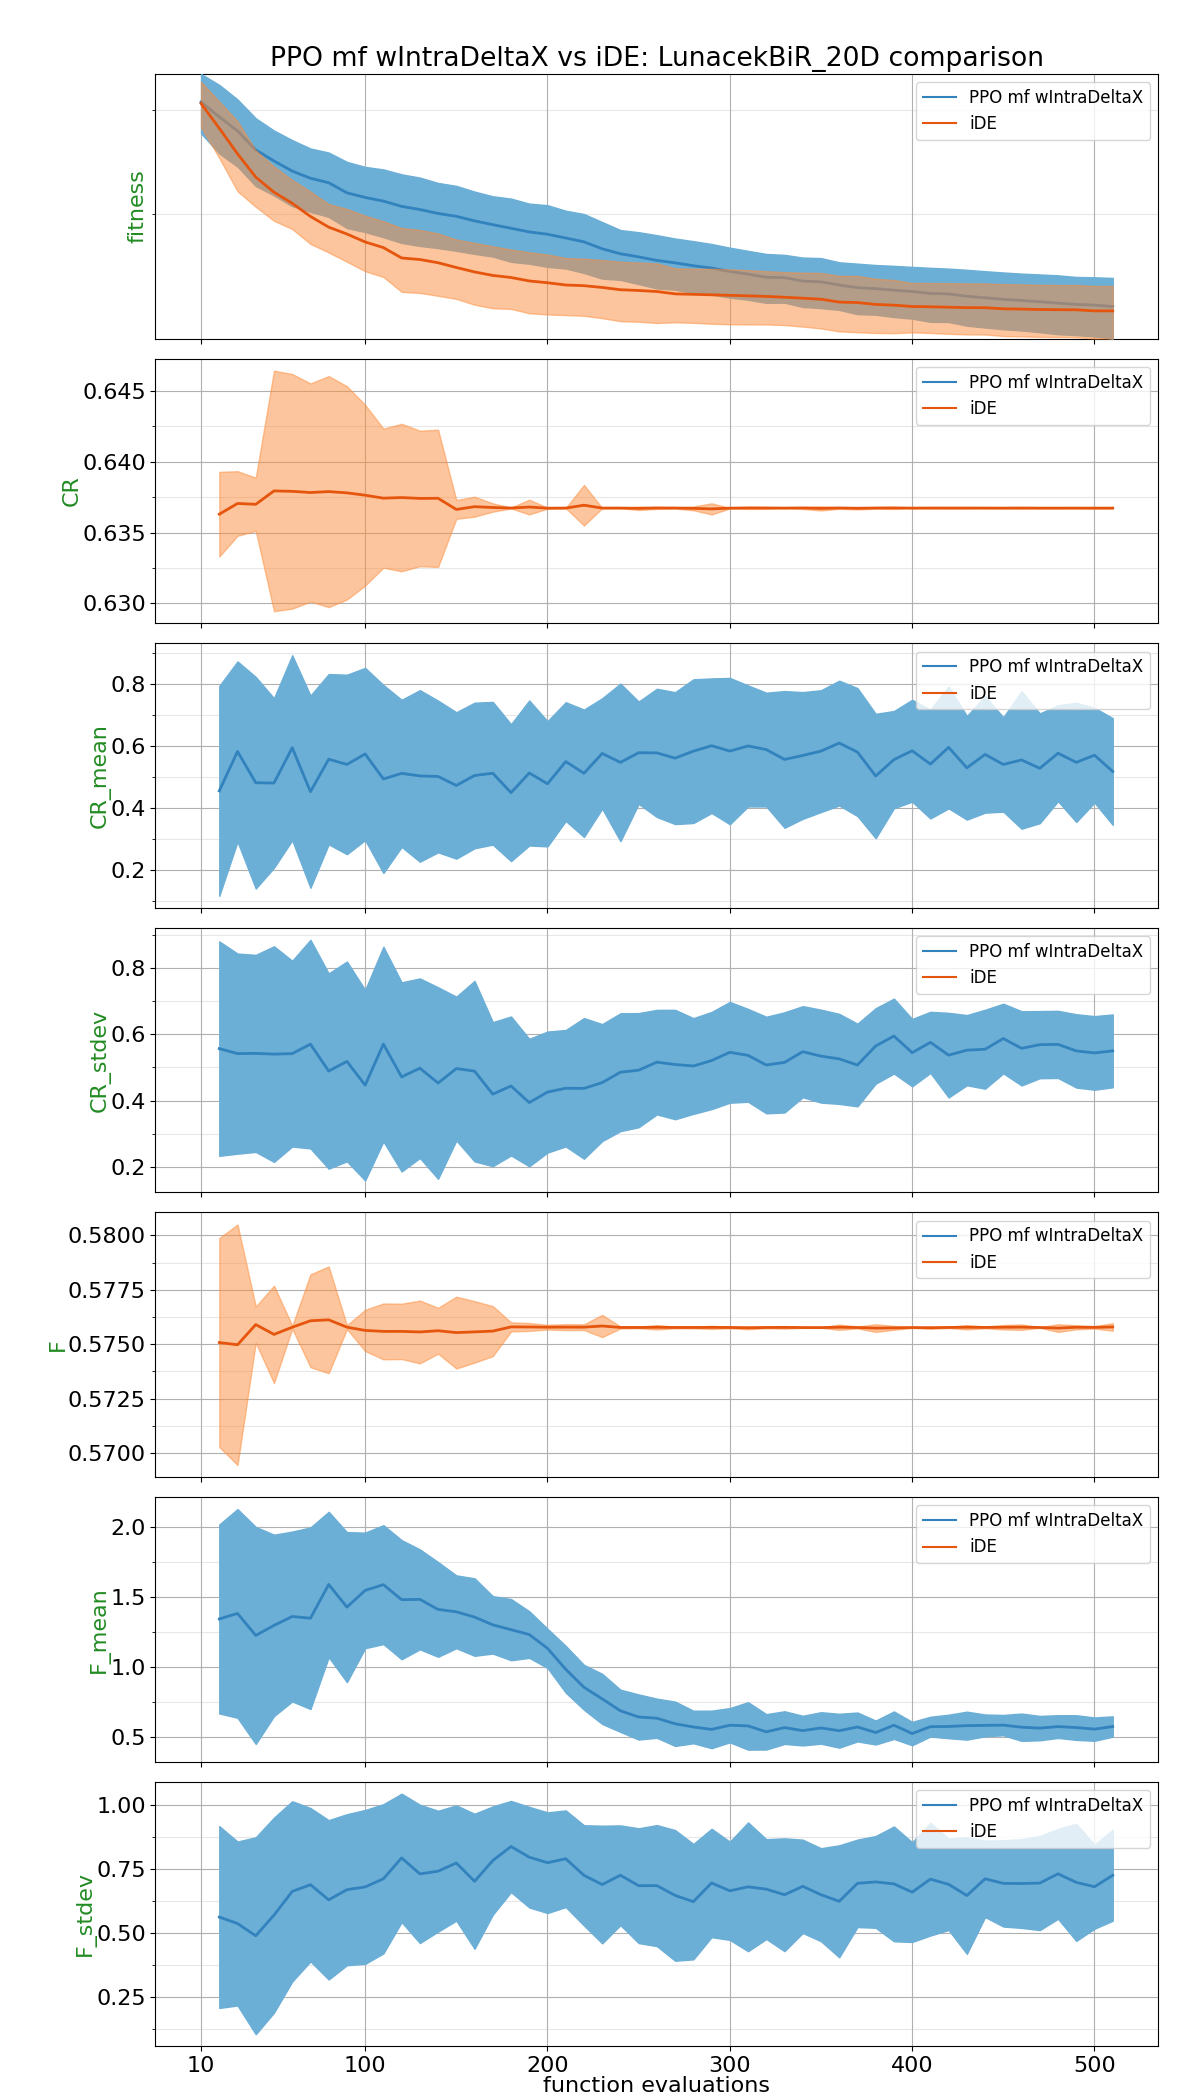 PPO mf wIntraDeltaX vs iDE: LunacekBiR_20D comparison
fitness
PPO mf wIntraDeltaX
iDE
CR
0.645
0.640
0.635
0.630
PPO mf wIntraDeltaX
iDE
CR_mean
0.8
0.6
0.4
0.2
PPO mf wIntraDeltaX
iDE
CR_stdev
0.8
0.6
0.4
0.2
PPO mf wIntraDeltaX
iDE
F
0.5800
0.5775
0.5750
0.5725
0.5700
PPO mf wIntraDeltaX
iDE
F_mean
2.0
1.5
1.0
0.5
PPO mf wIntraDeltaX
iDE
F_stdev
1.00
0.75
0.50
0.25
PPO mf wIntraDeltaX
iDE
10 100 200 300 400 500
function evaluations